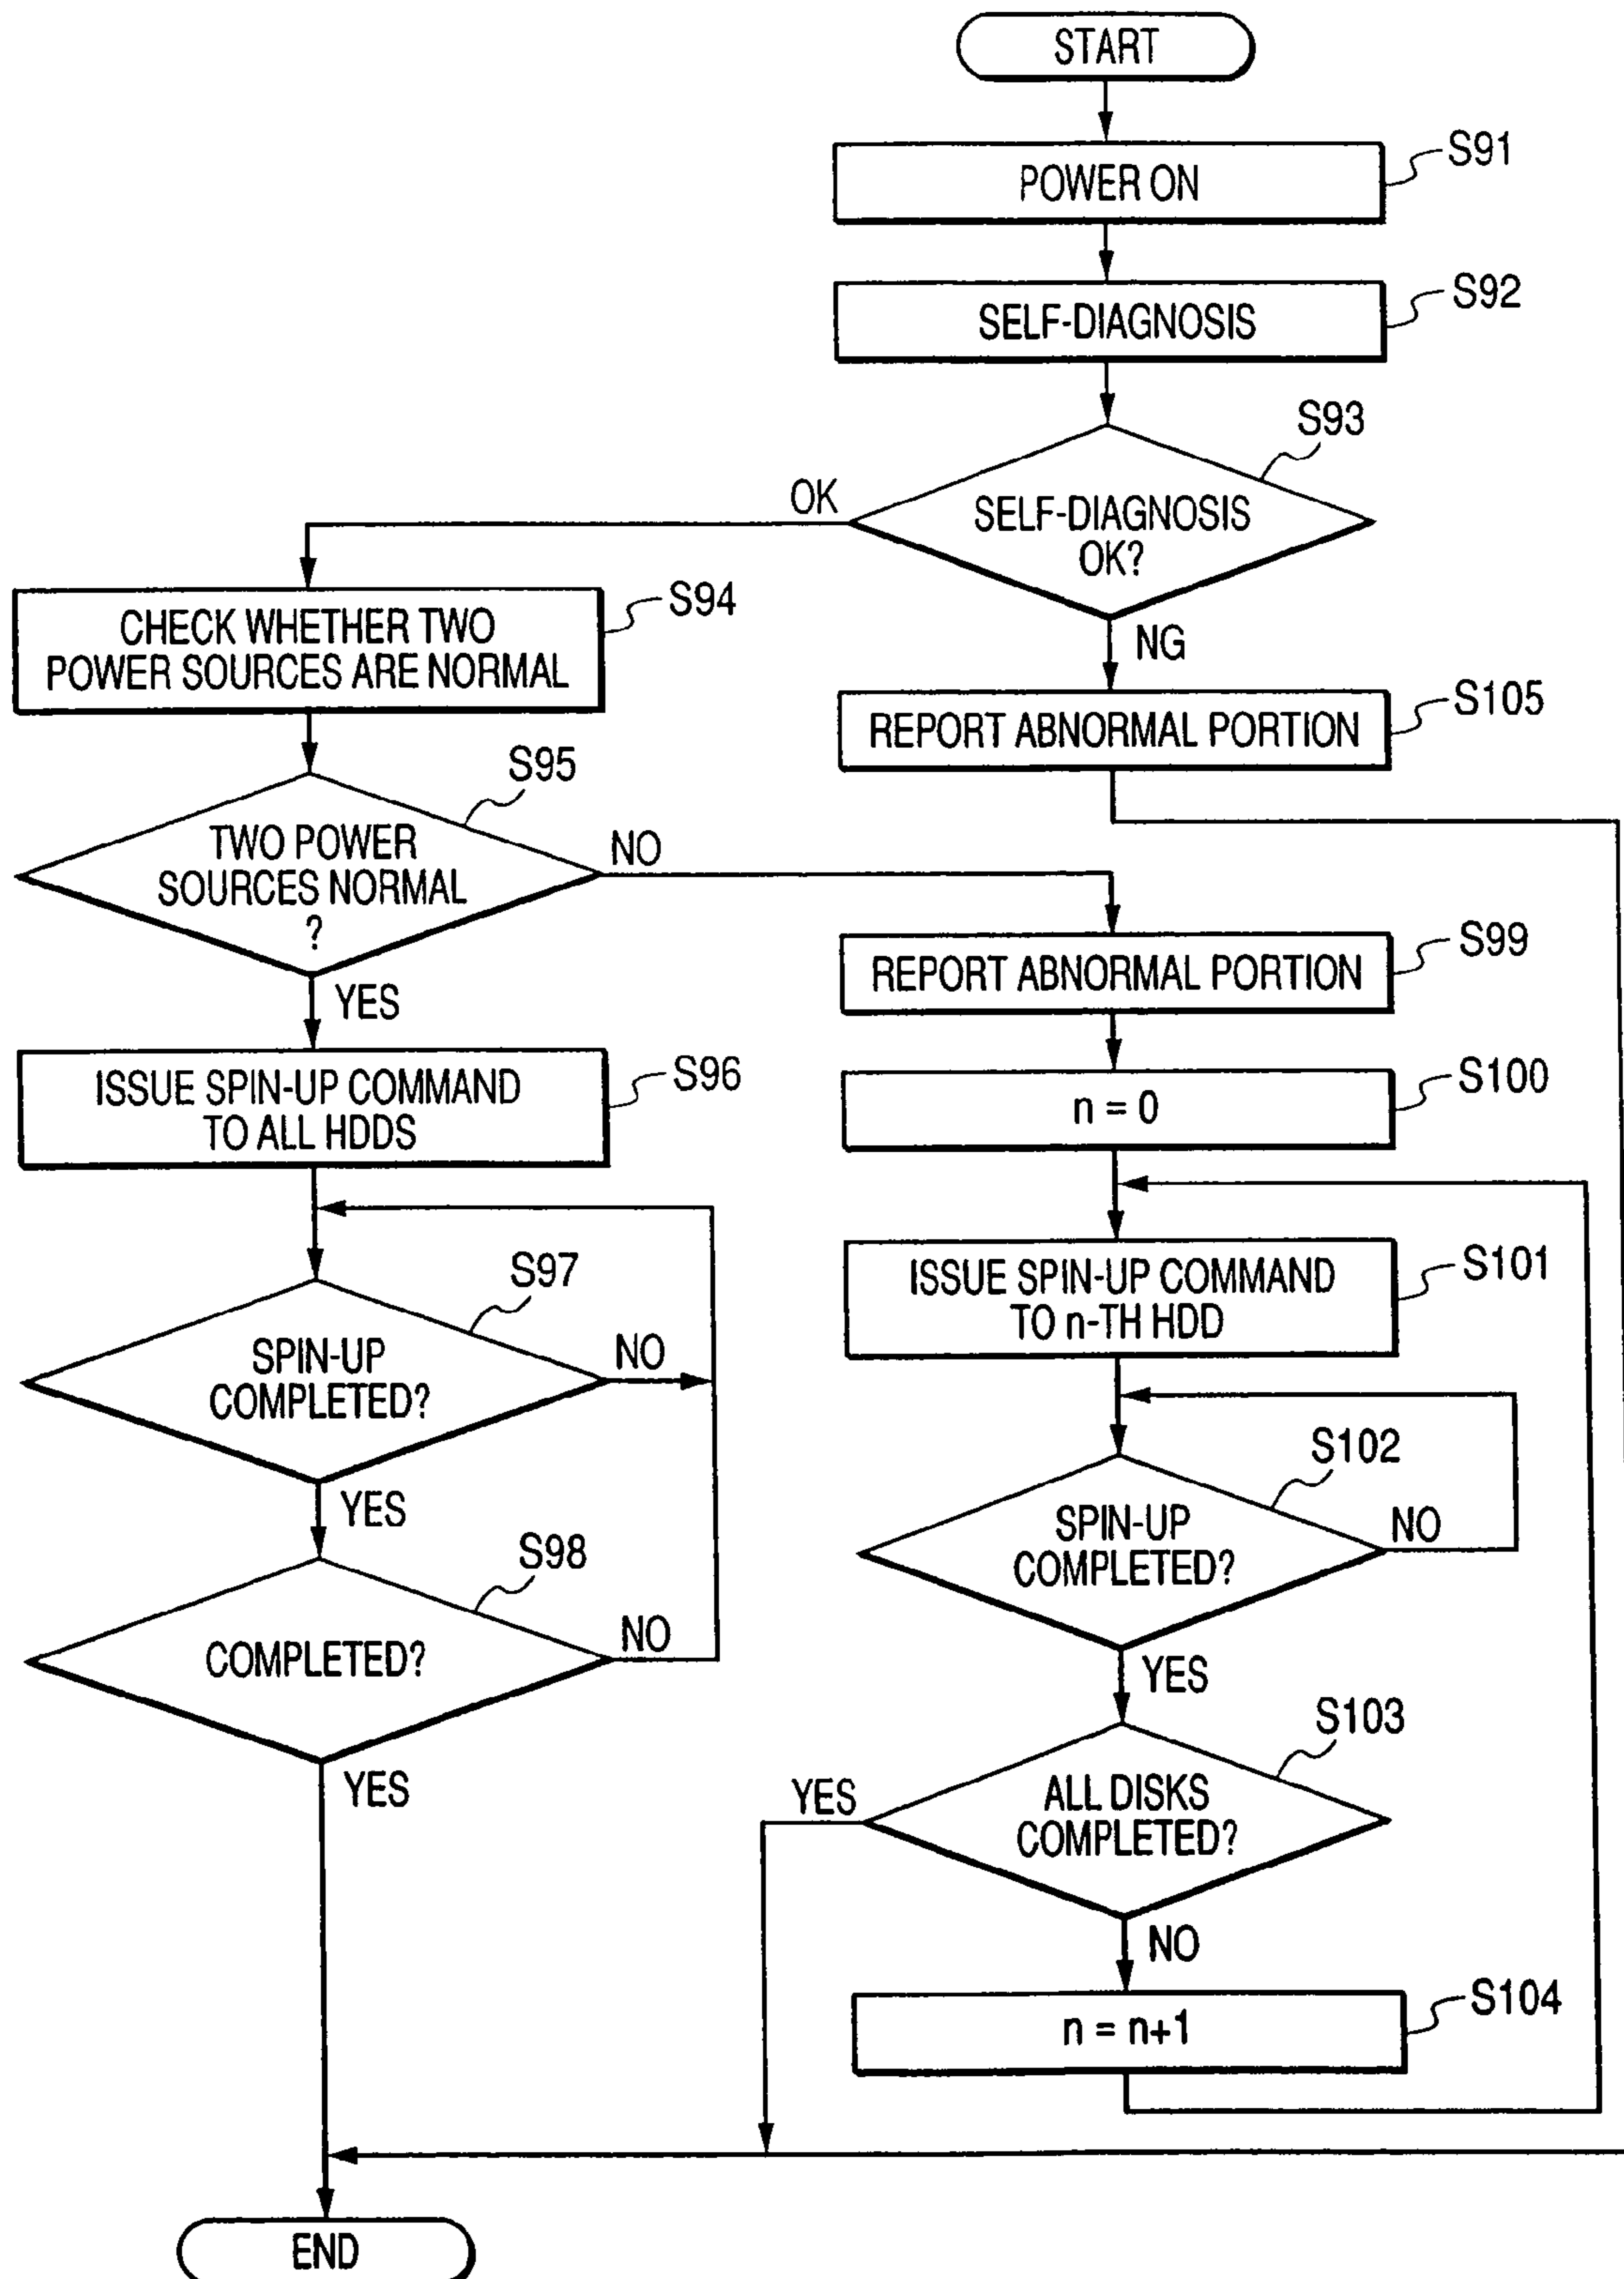 START
POWER ON
S91
SELF-DIAGNOSIS
S92
S93
SELF-DIAGNOSIS
OK?
OK
NG
CHECK WHETHER TWO
POWER SOURCES ARE NORMAL
S94
REPORT ABNORMAL PORTION
S105
S95
TWO POWER
SOURCES NORMAL
?
NO
YES
REPORT ABNORMAL PORTION
S99
ISSUE SPIN-UP COMMAND
TO ALL HDDS
S96
n = 0
S100
ISSUE SPIN-UP COMMAND
TO n-TH HDD
S101
S97
SPIN-UP
COMPLETED?
NO
YES
S102
SPIN-UP
COMPLETED?
NO
YES
S98
COMPLETED?
NO
YES
S103
ALL DISKS
COMPLETED?
YES
NO
n = n+1
S104
END